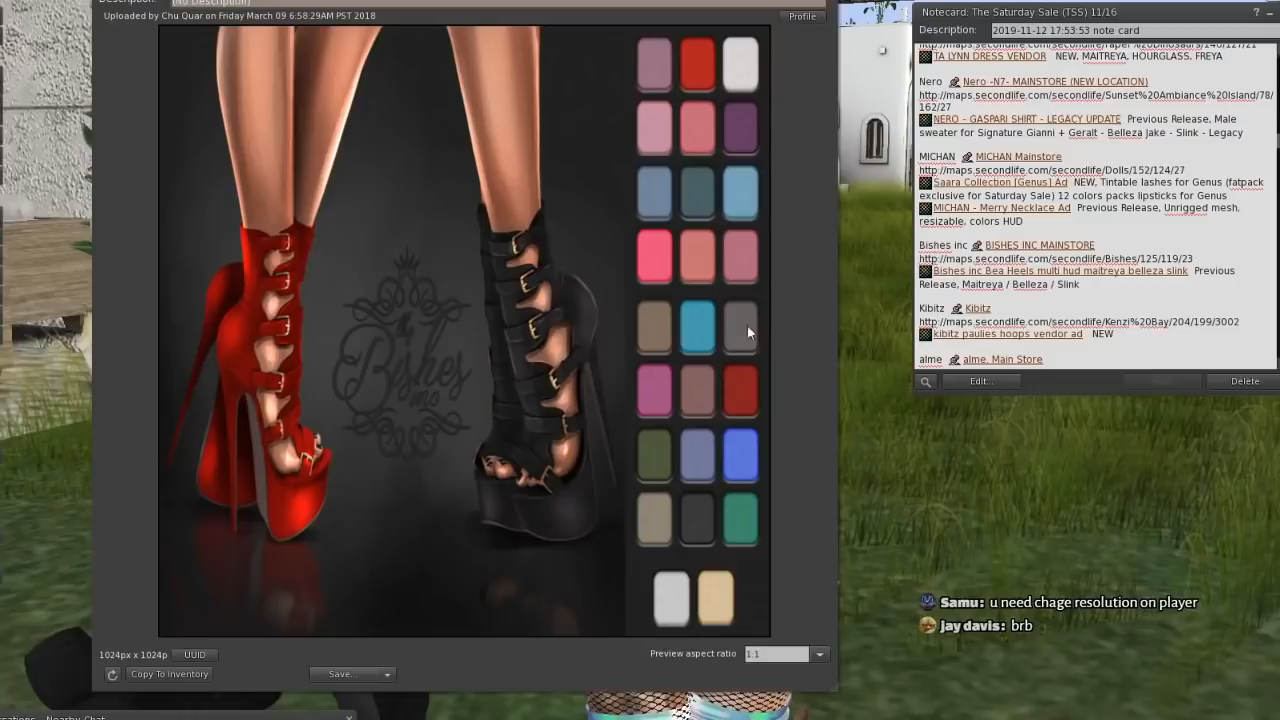 Description: (No Description)
Uploaded by Chu Quar on Friday March 09 6:58:29AM PST 2018
Profile
The
Bishes
inc
1024px x 1024p
UUID
Preview aspect ratio
1:1
Copy To Inventory
Save...
Notecard: The Saturday Sale (TSS) 11/16
? _
Description:
2019-11-12 17:53:53 note card
TA LYNN DRESS VENDOR NEW, MAITREYA, HOURGLASS, FREYA
Nero Nero -N7- MAINSTORE (NEW LOCATION)
http://maps.secondlife.com/secondlife/Sunset%20Ambiance%20Island/78/
162/27
NERO - GASPARI SHIRT - LEGACY UPDATE Previous Release, Male
sweater for Signature Gianni + Geralt - Belleza Jake - Slink - Legacy
MICHAN MICHAN Mainstore
http://maps.secondlife.com/secondlife/Dolls/152/124/27
Saara Collection [Genus] Ad NEW, Tintable lashes for Genus (fatpack
exclusive for Saturday Sale) 12 colors packs lipsticks for Genus
MICHAN - Merry Necklace Ad Previous Release, Unrigged mesh,
resizable, colors HUD
Bishes inc BISHES INC MAINSTORE
http://maps.secondlife.com/secondlife/Bishes/125/119/23
Bishes inc Bea Heels multi hud maitreya belleza slink Previous
Release, Maitreya / Belleza / Slink
Kibitz Kibitz
http://maps.secondlife.com/secondlife/Kenzi%20Bay/204/199/3002
kibitz paulies hoops vendor ad NEW
alme alme. Main Store
Edit...
Delete
Samu: u need chage resolution on player
Jay davis: brb